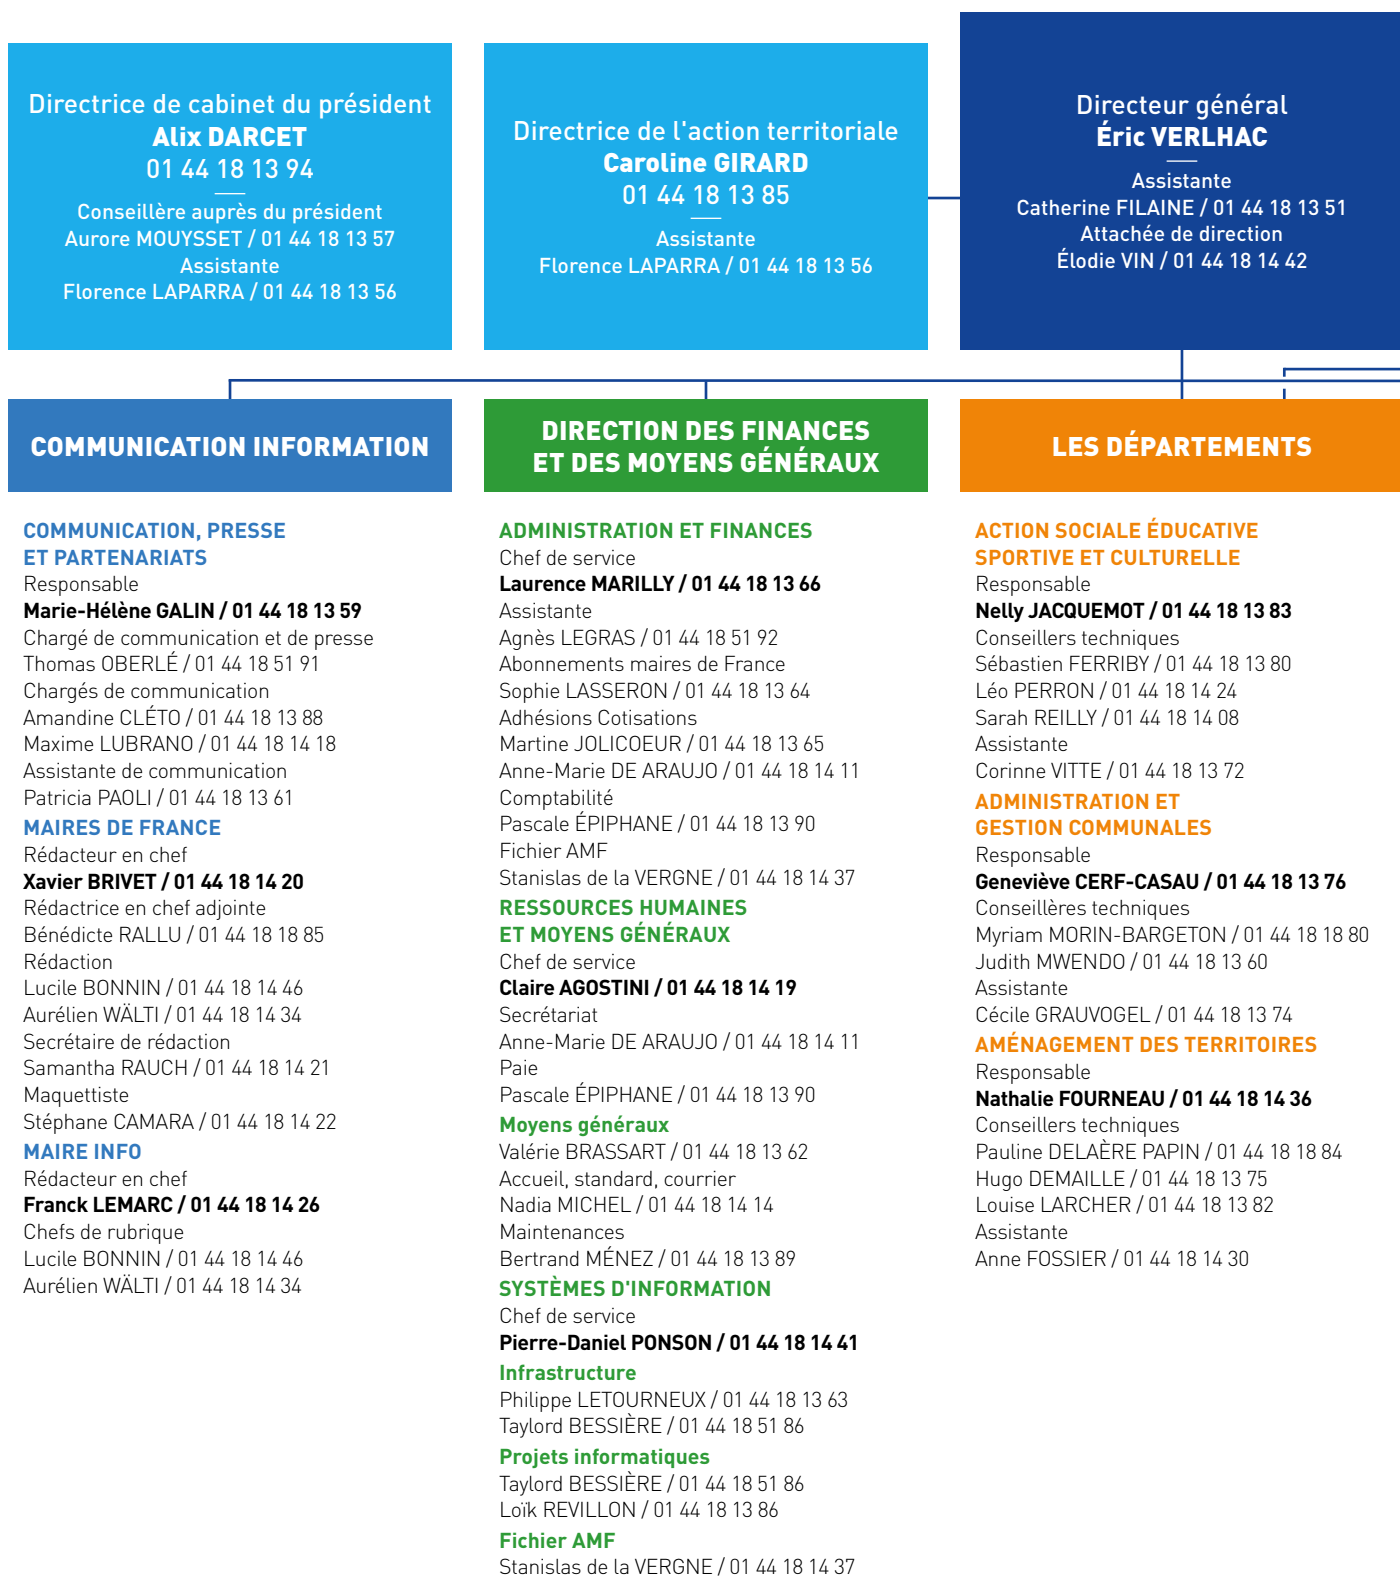 Directrice de cabinet du président
Alix DARCET
01 44 18 13 94
Conseillère auprès du président
Aurore MOUYSSET / 01 44 18 13 57
Assistante
Florence LAPARRA / 01 44 18 13 56
Directrice de l'action territoriale
Caroline GIRARD
01 44 18 13 85
Assistante
Florence LAPARRA / 01 44 18 13 56
Directeur général
Éric VERLHAC
Assistante
Catherine FILAINE / 01 44 18 13 51
Attachée de direction
Élodie VIN / 01 44 18 14 42
COMMUNICATION INFORMATION
COMMUNICATION, PRESSE
ET PARTENARIATS
Responsable
Marie-Hélène GALIN / 01 44 18 13 59
Chargé de communication et de presse
Thomas OBERLÉ / 01 44 18 51 91
Chargés de communication
Amandine CLÉTO / 01 44 18 13 88
Maxime LUBRANO / 01 44 18 14 18
Assistante de communication
Patricia PAOLI / 01 44 18 13 61
MAIRES DE FRANCE
Rédacteur en chef
Xavier BRIVET / 01 44 18 14 20
Rédactrice en chef adjointe
Bénédicte RALLU / 01 44 18 18 85
Rédaction
Lucile BONNIN / 01 44 18 14 46
Aurélien WÄLTI / 01 44 18 14 34
Secrétaire de rédaction
Samantha RAUCH / 01 44 18 14 21
Maquettiste
Stéphane CAMARA / 01 44 18 14 22
MAIRE INFO
Rédacteur en chef
Franck LEMARC / 01 44 18 14 26
Chefs de rubrique
Lucile BONNIN / 01 44 18 14 46
Aurélien WÄLTI / 01 44 18 14 34
DIRECTION DES FINANCES
ET DES MOYENS GÉNÉRAUX
ADMINISTRATION ET FINANCES
Chef de service
Laurence MARILLY / 01 44 18 13 66
Assistante
Agnès LEGRAS / 01 44 18 51 92
Abonnements maires de France
Sophie LASSERON / 01 44 18 13 64
Adhésions Cotisations
Martine JOLICOEUR / 01 44 18 13 65
Anne-Marie DE ARAUJO / 01 44 18 14 11
Comptabilité
Pascale ÉPIPHANE / 01 44 18 13 90
Fichier AMF
Stanislas de la VERGNE / 01 44 18 14 37
RESSOURCES HUMAINES
ET MOYENS GÉNÉRAUX
Chef de service
Claire AGOSTINI / 01 44 18 14 19
Secrétariat
Anne-Marie DE ARAUJO / 01 44 18 14 11
Paie
Pascale ÉPIPHANE / 01 44 18 13 90
Moyens généraux
Valérie BRASSART / 01 44 18 13 62
Accueil, standard, courrier
Nadia MICHEL / 01 44 18 14 14
Maintenances
Bertrand MÉNEZ / 01 44 18 13 89
SYSTÈMES D'INFORMATION
Chef de service
Pierre-Daniel PONSON / 01 44 18 14 41
Infrastructure
Philippe LETOURNEUX / 01 44 18 13 63
Taylord BESSIÈRE / 01 44 18 51 86
Projets informatiques
Taylord BESSIÈRE / 01 44 18 51 86
Loïk REVILLON / 01 44 18 13 86
Fichier AMF
Stanislas de la VERGNE / 01 44 18 14 37
LES DÉPARTEMENTS
ACTION SOCIALE ÉDUCATIVE
SPORTIVE ET CULTURELLE
Responsable
Nelly JACQUEMOT / 01 44 18 13 83
Conseillers techniques
Sébastien FERRIBY / 01 44 18 13 80
Léo PERRON / 01 44 18 14 24
Sarah REILLY / 01 44 18 14 08
Assistante
Corinne VITTE / 01 44 18 13 72
ADMINISTRATION ET
GESTION COMMUNALES
Responsable
Geneviève CERF-CASAU / 01 44 18 13 76
Conseillères techniques
Myriam MORIN-BARGETON / 01 44 18 18 80
Judith MWENDO / 01 44 18 13 60
Assistante
Cécile GRAUVOGEL / 01 44 18 13 74
AMÉNAGEMENT DES TERRITOIRES
Responsable
Nathalie FOURNEAU / 01 44 18 14 36
Conseillers techniques
Pauline DELAÈRE PAPIN / 01 44 18 18 84
Hugo DEMAILLE / 01 44 18 13 75
Louise LARCHER / 01 44 18 13 82
Assistante
Anne FOSSIER / 01 44 18 14 30